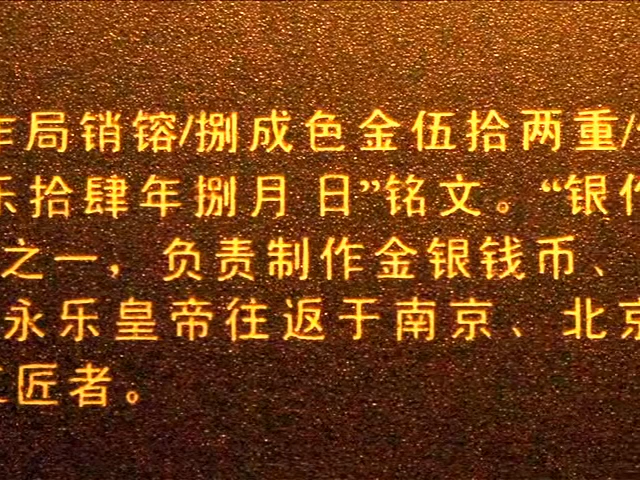 作局销镕/捌成色金伍拾两重/
乐拾肆年捌月 日”铭文。“银作
之一，负责制作金银钱币、
永乐皇帝往返于南京、北京
工匠者。